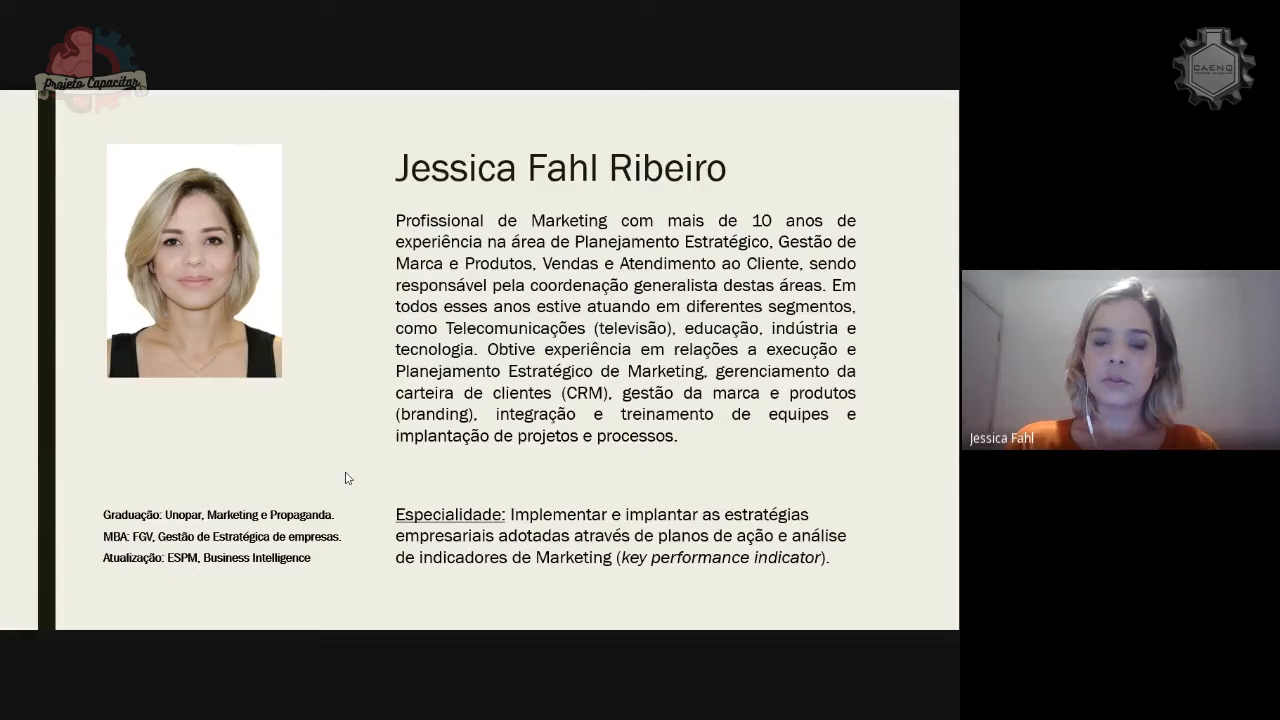 Projeto Capacitar
CAENQ
Jessica Fahl Ribeiro
Profissional de Marketing com mais de 10 anos de
experiência na área de Planejamento Estratégico, Gestão de
Marca e Produtos, Vendas e Atendimento ao Cliente, sendo
responsável pela coordenação generalista destas áreas. Em
todos esses anos estive atuando em diferentes segmentos,
como Telecomunicações (televisão), educação, indústria e
tecnologia. Obtive experiência em relações a execução e
Planejamento Estratégico de Marketing, gerenciamento da
carteira de clientes (CRM), gestão da marca e produtos
(branding), integração e treinamento de equipes e
implantação de projetos e processos.
Graduação: Unopar, Marketing e Propaganda.
MBA: FGV, Gestão de Estratégica de empresas.
Atualização: ESPM, Business Intelligence
Especialidade: Implementar e implantar as estratégias
empresariais adotadas através de planos de ação e análise
de indicadores de Marketing (key performance indicator).
Jessica Fahl